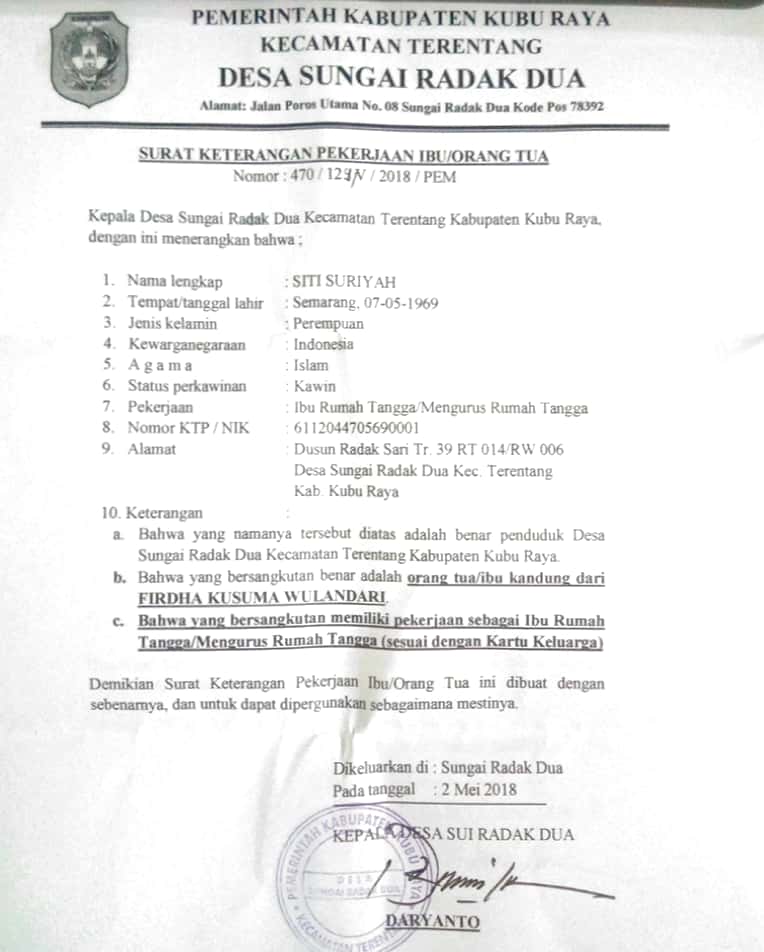 PEMERINTAH KABUPATEN KUBU RAYA
KECAMATAN TERENTANG
DESA SUNGAI RADAK DUA
Alamat: Jalan Poros Utama No. 08 Sungai Radak Dua Kode Pos 78392
SURAT KETERANGAN PEKERJAAN IBU/ORANG TUA
Nomor : 470 / / 2018 / PEM
Kepala Desa Sungai Radak Dua Kecamatan Terentang Kabupaten Kubu Raya,
dengan ini menerangkan bahwa ;
1. Nama lengkap : SITI SURIYAH
2. Tempat/tanggal lahir : Semarang, 07-05-1969
3. Jenis kelamin : Perempuan
4. Kewarganegaraan : Indonesia
5. A g a m a : Islam
6. Status perkawinan : Kawin
7. Pekerjaan : Ibu Rumah Tangga/Mengurus Rumah Tangga
8. Nomor KTP / NIK : 6112044705690001
9. Alamat : Dusun Radak Sari Tr. 39 RT 014/RW 006
Desa Sungai Radak Dua Kec. Terentang
Kab. Kubu Raya
10. Keterangan :
a. Bahwa yang namanya tersebut diatas adalah benar penduduk Desa
Sungai Radak Dua Kecamatan Terentang Kabupaten Kubu Raya.
b. Bahwa yang bersangkutan benar adalah orang tua/ibu kandung dari
FIRDHA KUSUMA WULANDARI.
c. Bahwa yang bersangkutan memiliki pekerjaan sebagai Ibu Rumah
Tangga/Mengurus Rumah Tangga (sesuai dengan Kartu Keluarga)
Demikian Surat Keterangan Pekerjaan Ibu/Orang Tua ini dibuat dengan
sebenarnya, dan untuk dapat dipergunakan sebagaimana mestinya.
Dikeluarkan di : Sungai Radak Dua
Pada tanggal : 2 Mei 2018
KEPALA DESA SUI RADAK DUA
PEMERINTAH KABUPATEN KUBU RAYA
DESA
SUNGAI RADAK DUA
KECAMATAN TERENTANG
DARYANTO